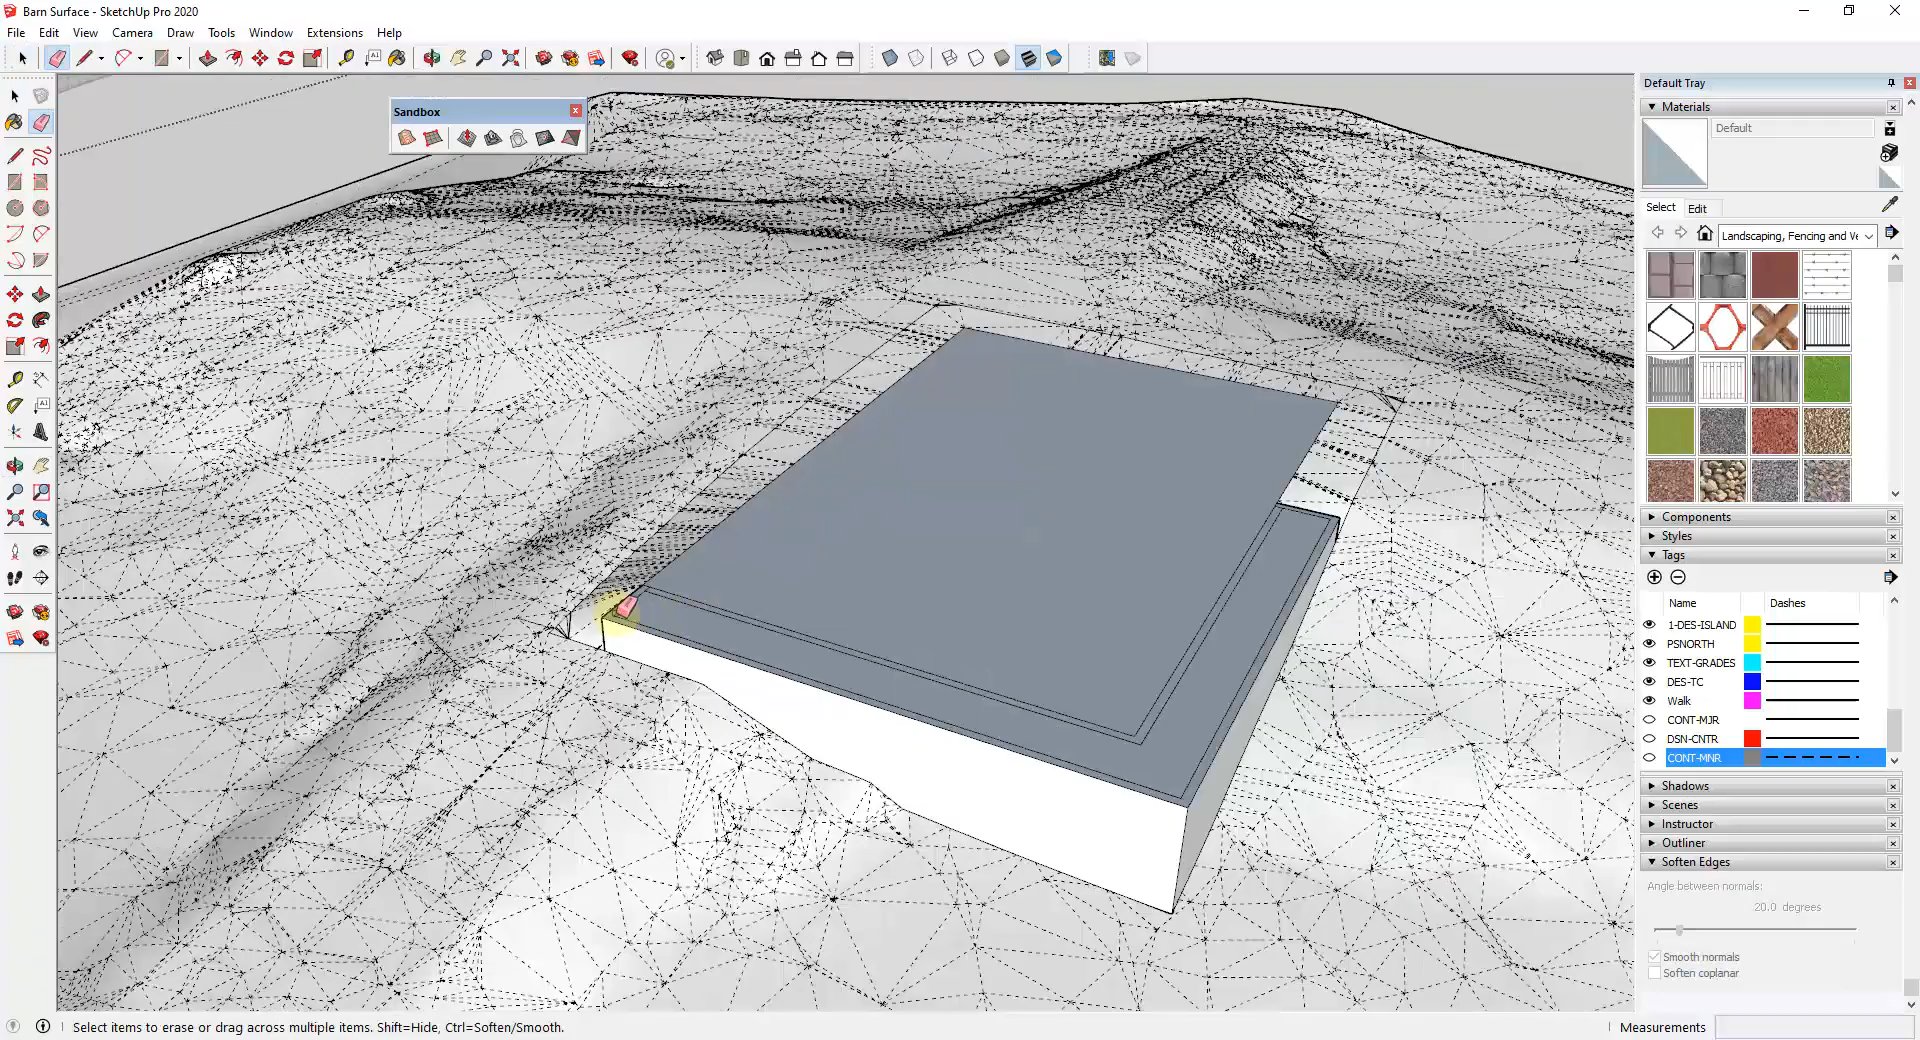 Barn Surface - SketchUp Pro 2020
File Edit View Camera Draw Tools Window Extensions Help
Sandbox
Default Tray
Materials
Default
Select Edit
Landscaping, Fencing and Ve
Components
Styles
Tags
Name Dashes
1-DES-ISLAND
PSNORTH
TEXT-GRADES
DES-TC
Walk
CONT-MJR
DSN-CNTR
CONT-MNR
Shadows
Scenes
Instructor
Outliner
Soften Edges
Angle between normals:
20.0 degrees
Smooth normals
Soften coplanar
Select items to erase or drag across multiple items. Shift=Hide, Ctrl=Soften/Smooth.
Measurements